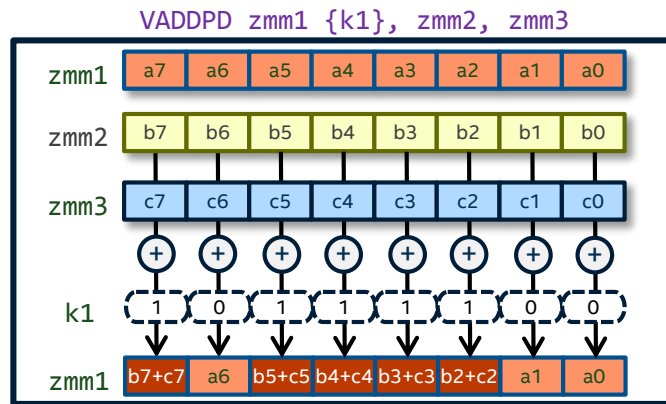 VADDPD zmm1 {k1}, zmm2, zmm3
zmm1 a7 a6 a5 a4 a3 a2 a1 a0
zmm2 b7 b6 b5 b4 b3 b2 b1 b0
zmm3 c7 c6 c5 c4 c3 c2 c1 c0
+ + + + + + + +
k1 1 0 1 1 1 1 0 0
zmm1 b7+c7 a6 b5+c5 b4+c4 b3+c3 b2+c2 a1 a0